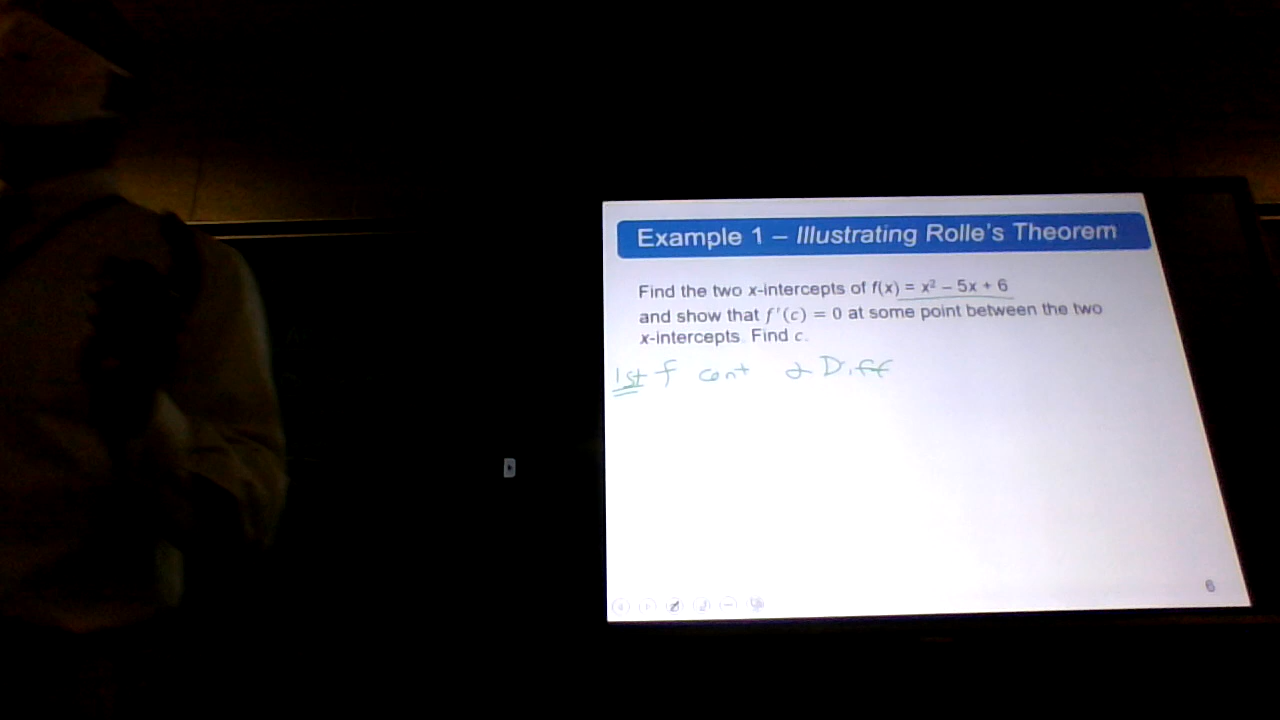 Example 1 – Illustrating Rolle's Theorem
Find the two x-intercepts of f(x) = x² – 5x + 6
and show that f'(c) = 0 at some point between the two
x-intercepts. Find c.
1st f cont & Diff
6